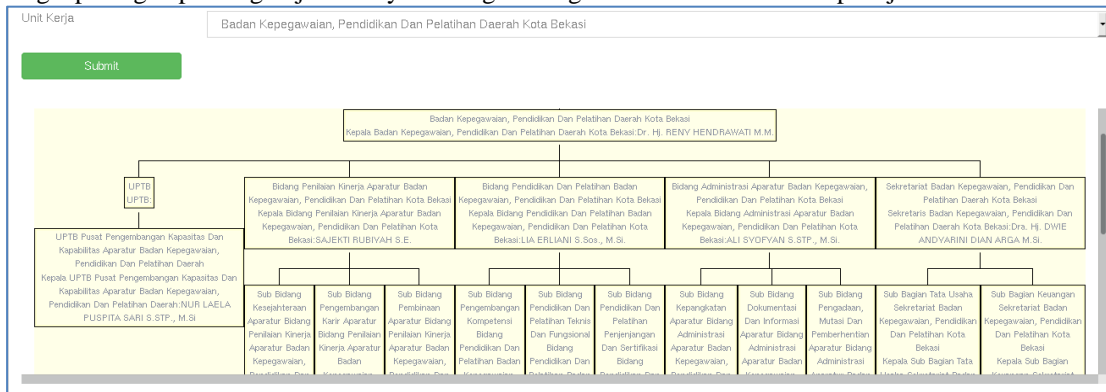 Unit Kerja
Badan Kepegawaian, Pendidikan Dan Pelatihan Daerah Kota Bekasi
Submit
Badan Kepegawaian, Pendidikan Dan Pelatihan Daerah Kota Bekasi
Kepala Badan Kepegawaian, Pendidikan Dan Pelatihan Daerah Kota Bekasi:Dr. Hj. RENY HENDRAWATI M.M.
UPTB
UPTB:
UPTB Pusat Pengembangan Kapasitas Dan
Kapabilitas Aparatur Badan Kepegawaian,
Pendidikan Dan Pelatihan Daerah
Kepala UPTB Pusat Pengembangan Kapasitas Dan
Kapabilitas Aparatur Badan Kepegawaian,
Pendidikan Dan Pelatihan Daerah:NUR LAELA
PUSPITA SARI S.STP., M.Si
Bidang Penilaian Kinerja Aparatur Badan
Kepegawaian, Pendidikan Dan Pelatihan Kota Bekasi
Kepala Bidang Penilaian Kinerja Aparatur Badan
Kepegawaian, Pendidikan Dan Pelatihan Kota
Bekasi:SAJEKTI RUBIYAH S.E.
Bidang Pendidikan Dan Pelatihan Badan
Kepegawaian, Pendidikan Dan Pelatihan Kota Bekasi
Kepala Bidang Pendidikan Dan Pelatihan Badan
Kepegawaian, Pendidikan Dan Pelatihan Kota
Bekasi:LIA ERLIANI S.Sos., M.Si.
Bidang Administrasi Aparatur Badan Kepegawaian,
Pendidikan Dan Pelatihan Kota Bekasi
Kepala Bidang Administrasi Aparatur Badan
Kepegawaian, Pendidikan Dan Pelatihan Kota
Bekasi:ALI SYOFYAN S.STP., M.Si.
Sekretariat Badan Kepegawaian, Pendidikan Dan
Pelatihan Kota Bekasi
Sekretaris Badan Kepegawaian, Pendidikan Dan
Pelatihan Daerah Kota Bekasi:Dra. Hj. DWIE
ANDYARINI DIAN ARGA M.Si.
Sub Bidang
Kesejahteraan
Aparatur Bidang
Penilaian Kinerja
Aparatur Badan
Kepegawaian,
Sub Bidang
Pengembangan
Karir Aparatur
Bidang Penilaian
Kinerja Aparatur
Badan
Sub Bidang
Pembinaan
Aparatur Bidang
Penilaian Kinerja
Aparatur Badan
Kepegawaian,
Sub Bidang
Pengembangan
Kompetensi
Bidang
Pendidikan Dan
Pelatihan Badan
Sub Bidang
Pendidikan Dan
Pelatihan Teknis
Dan Fungsional
Bidang
Pendidikan Dan
Sub Bidang
Pendidikan Dan
Pelatihan
Penjenjangan
Dan Sertifikasi
Bidang
Sub Bidang
Kepangkatan
Aparatur Bidang
Administrasi
Aparatur Badan
Kepegawaian,
Sub Bidang
Dokumentasi
Dan Informasi
Aparatur Bidang
Administrasi
Aparatur Badan
Sub Bidang
Pengadaan,
Mutasi Dan
Pemberhentian
Aparatur Bidang
Administrasi
Sub Bagian Tata Usaha
Sekretariat Badan
Kepegawaian, Pendidikan
Dan Pelatihan Kota
Bekasi
Kepala Sub Bagian Tata
Sub Bagian Keuangan
Sekretariat Badan
Kepegawaian, Pendidikan
Dan Pelatihan Kota
Bekasi
Kepala Sub Bagian